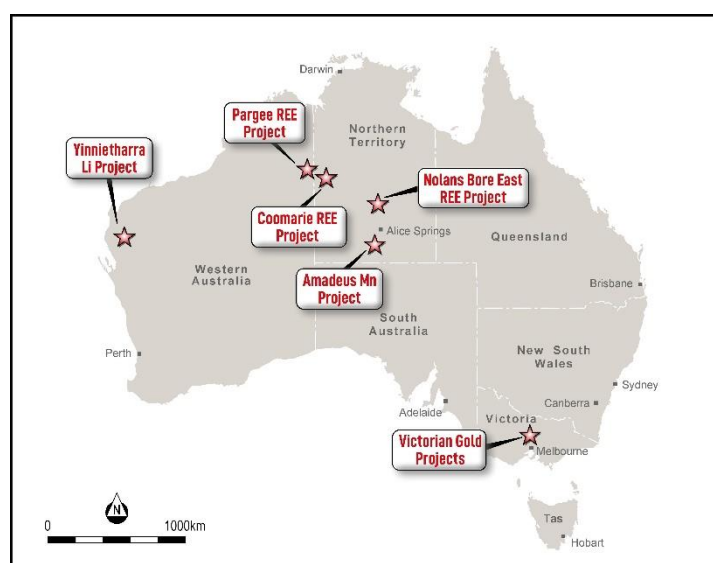 Darwin
Pargee REE
Project
Northern
Territory
Yinnietharra
Li Project
Nolans Bore East
REE Project
Coomarie REE
Project
Alice Springs
Queensland
Western
Australia
Amadeus Mn
Project
Brisbane
South
Australia
Perth
New South
Wales
Sydney
Canberra
Adelaide
Victoria
Victorian Gold
Projects
Melbourne
N
0
1000km
Tas
Hobart